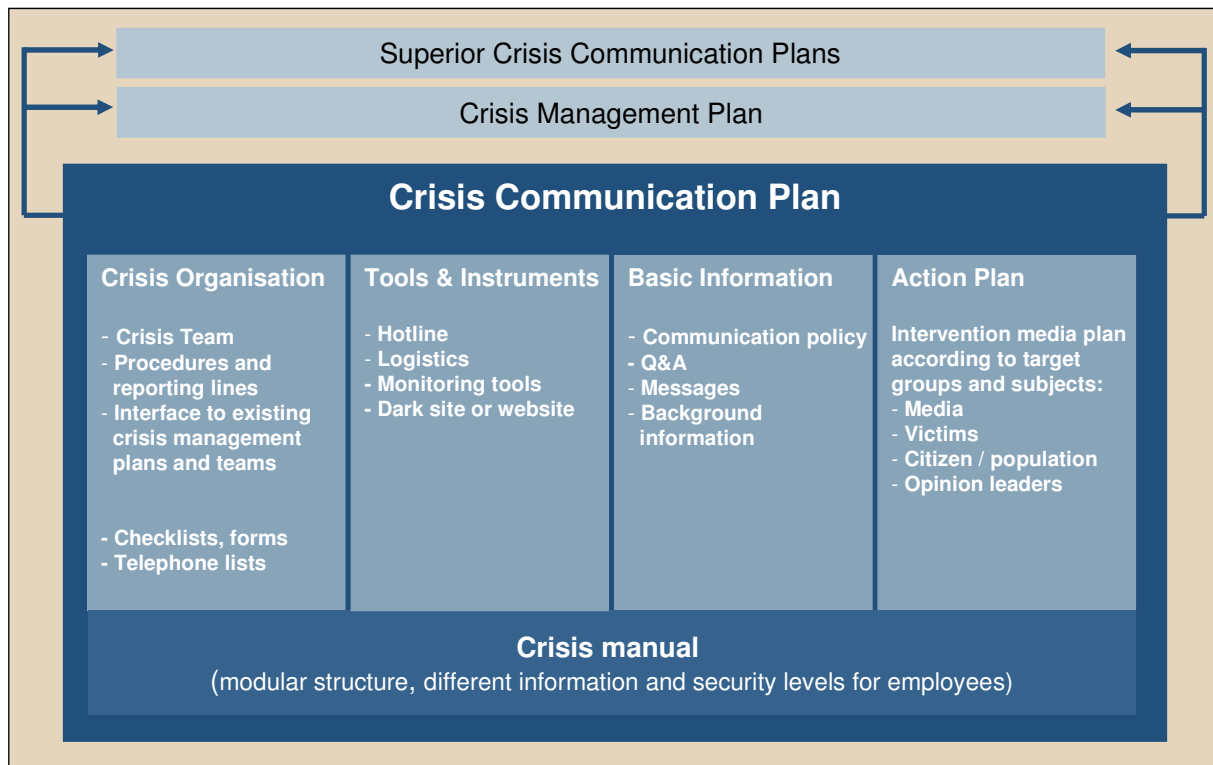 Superior Crisis Communication Plans
Crisis Management Plan
Crisis Communication Plan
Crisis Organisation
- Crisis Team
- Procedures and
reporting lines
- Interface to existing
crisis management
plans and teams
- Checklists, forms
- Telephone lists
Tools & Instruments
- Hotline
- Logistics
- Monitoring tools
- Dark site or website
Basic Information
- Communication policy
- Q&A
- Messages
- Background
information
Action Plan
Intervention media plan
according to target
groups and subjects:
- Media
- Victims
- Citizen / population
- Opinion leaders
Crisis manual
(modular structure, different information and security levels for employees)